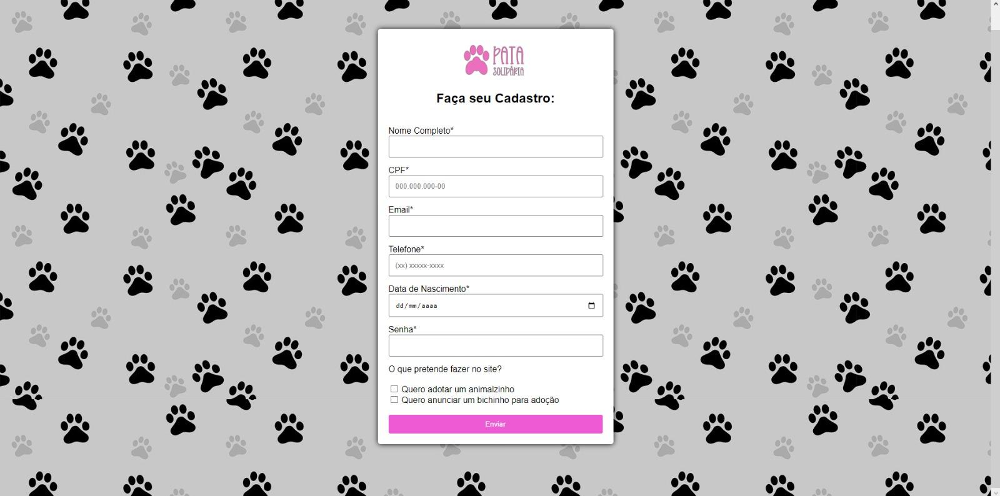 PATA
SOLIDÁRIA
Faça seu Cadastro:
Nome Completo*
CPF*
000.000.000-00
Email*
Telefone*
(xx) xxxxx-xxxx
Data de Nascimento*
dd/mm/aaaa
Senha*
O que pretende fazer no site?
Quero adotar um animalzinho
Quero anunciar um bichinho para adoção
Enviar